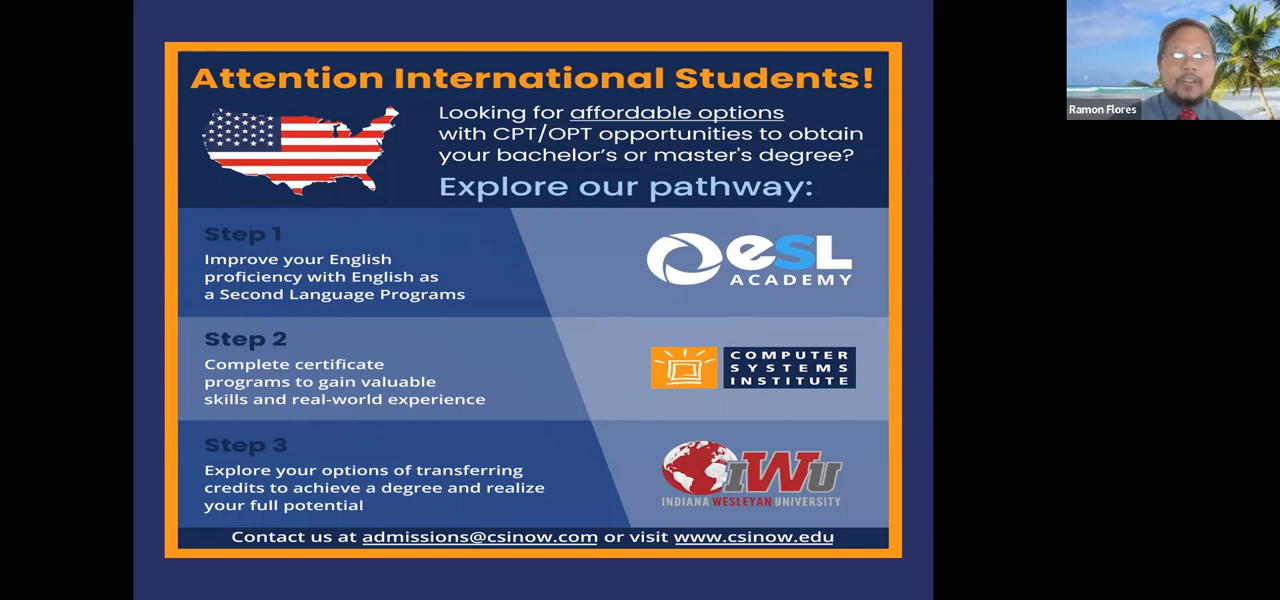 Attention International Students!
Looking for affordable options
with CPT/OPT opportunities to obtain
your bachelor's or master's degree?
Explore our pathway:
Step 1
Improve your English
proficiency with English as
a Second Language Programs
eSL
ACADEMY
Step 2
Complete certificate
programs to gain valuable
skills and real-world experience
COMPUTER
SYSTEMS
INSTITUTE
Step 3
Explore your options of transferring
credits to achieve a degree and realize
your full potential
IWU
INDIANA WESLEYAN UNIVERSITY
Contact us at admissions@csinow.com or visit www.csinow.edu
Ramon Flores